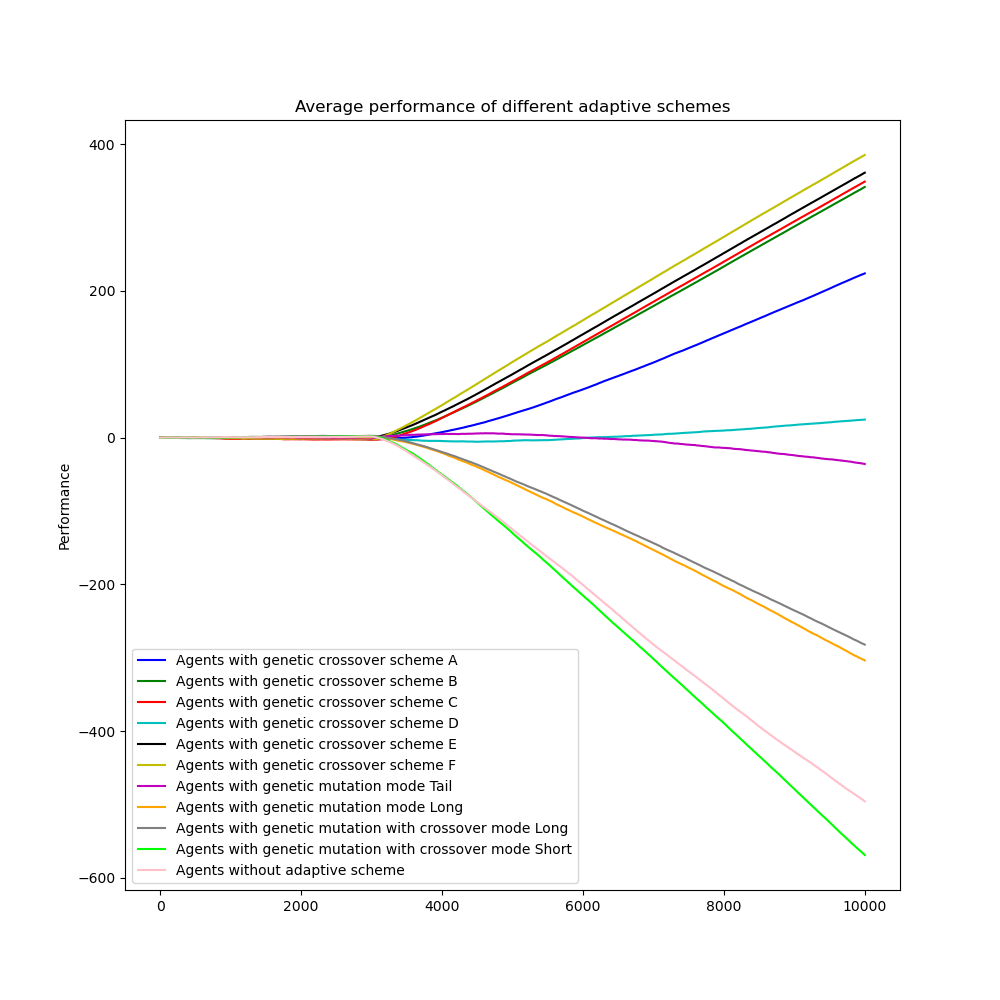 Average performance of different adaptive schemes
400
200
0
−200
−400
−600
Performance
Agents with genetic crossover scheme A
Agents with genetic crossover scheme B
Agents with genetic crossover scheme C
Agents with genetic crossover scheme D
Agents with genetic crossover scheme E
Agents with genetic crossover scheme F
Agents with genetic mutation mode Tail
Agents with genetic mutation mode Long
Agents with genetic mutation with crossover mode Long
Agents with genetic mutation with crossover mode Short
Agents without adaptive scheme
0 2000 4000 6000 8000 10000